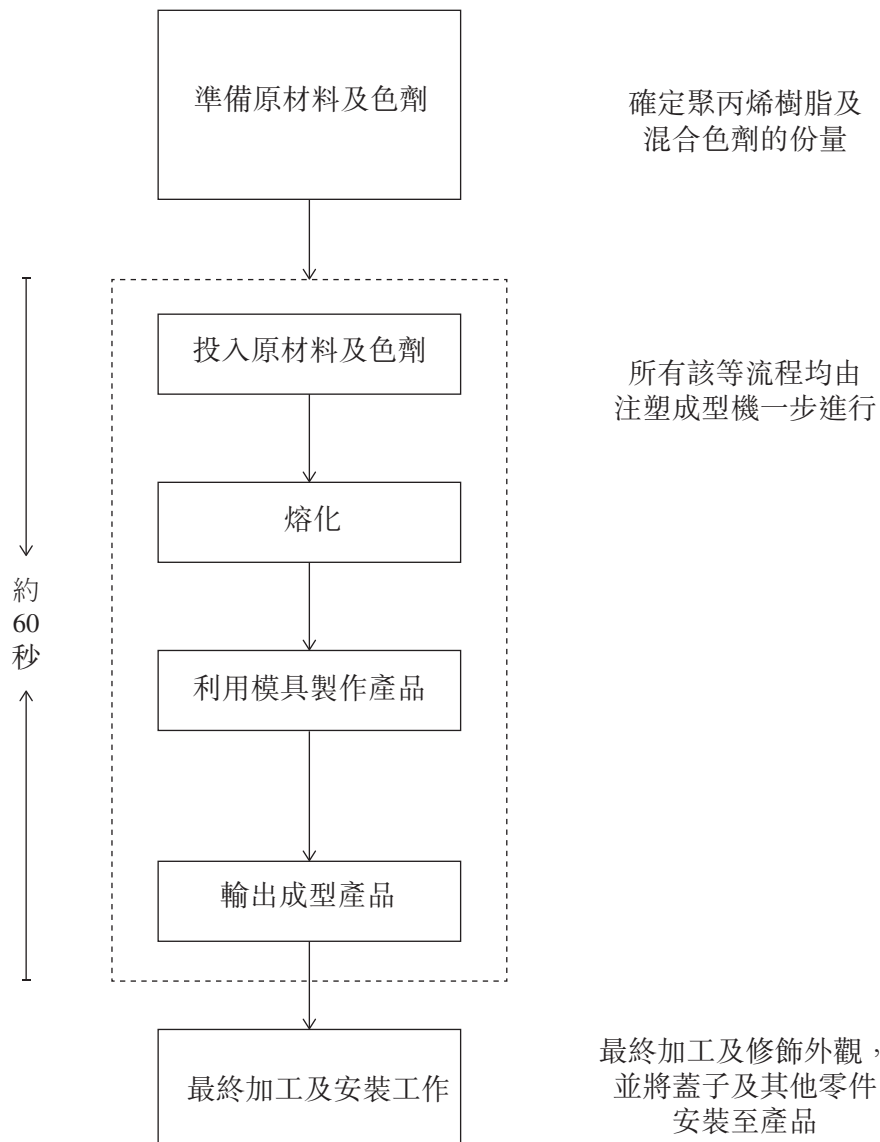 準備原材料及色劑
確定聚丙烯樹脂及
混合色劑的份量
投入原材料及色劑
所有該等流程均由
注塑成型機一步進行
熔化
約
60
秒
利用模具製作產品
輸出成型產品
最終加工及安裝工作
最終加工及修飾外觀，
並將蓋子及其他零件
安裝至產品